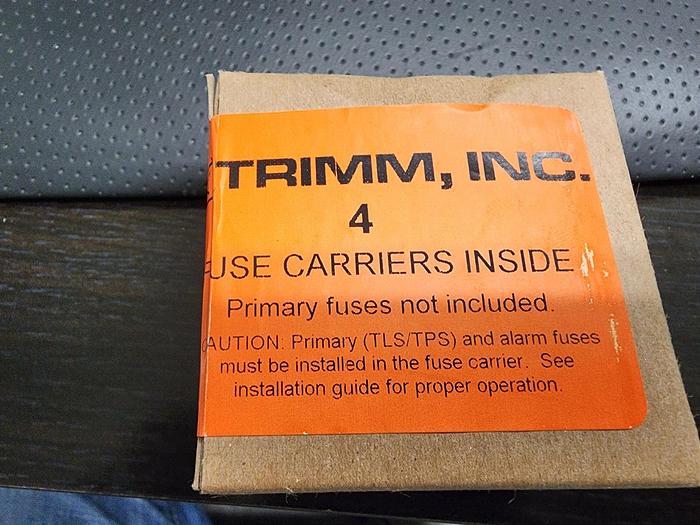 TRIMM, INC.
4
FUSE CARRIERS INSIDE
Primary fuses not included.
CAUTION: Primary (TLS/TPS) and alarm fuses
must be installed in the fuse carrier. See
installation guide for proper operation.